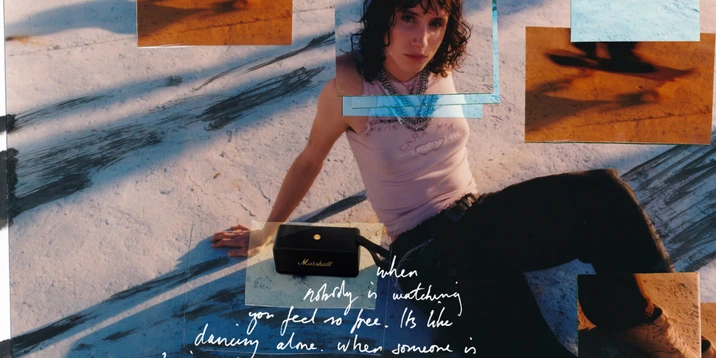 Marshall
when
nobody is watching
you feel so free. Its like
dancing alone. when someone is